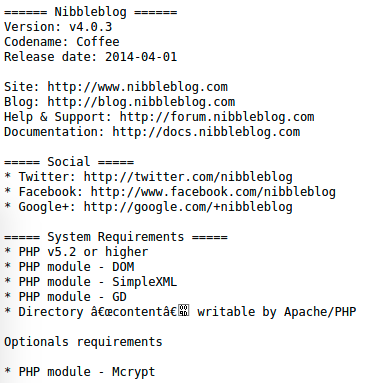 ====== Nibbleblog ======
Version: v4.0.3
Codename: Coffee
Release date: 2014-04-01
Site: http://www.nibbleblog.com
Blog: http://blog.nibbleblog.com
Help & Support: http://forum.nibbleblog.com
Documentation: http://docs.nibbleblog.com
===== Social =====
* Twitter: http://twitter.com/nibbleblog
* Facebook: http://www.facebook.com/nibbleblog
* Google+: http://google.com/+nibbleblog
===== System Requirements =====
* PHP v5.2 or higher
* PHP module - DOM
* PHP module - SimpleXML
* PHP module - GD
* Directory â€œcontentâ€ writable by Apache/PHP
Optionals requirements
* PHP module - Mcrypt